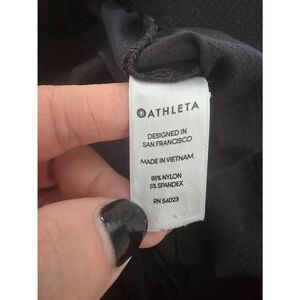 ATHLETA
DESIGNED IN
SAN FRANCISCO
MADE IN VIETNAM
95% NYLON
5% SPANDEX
RN 54023